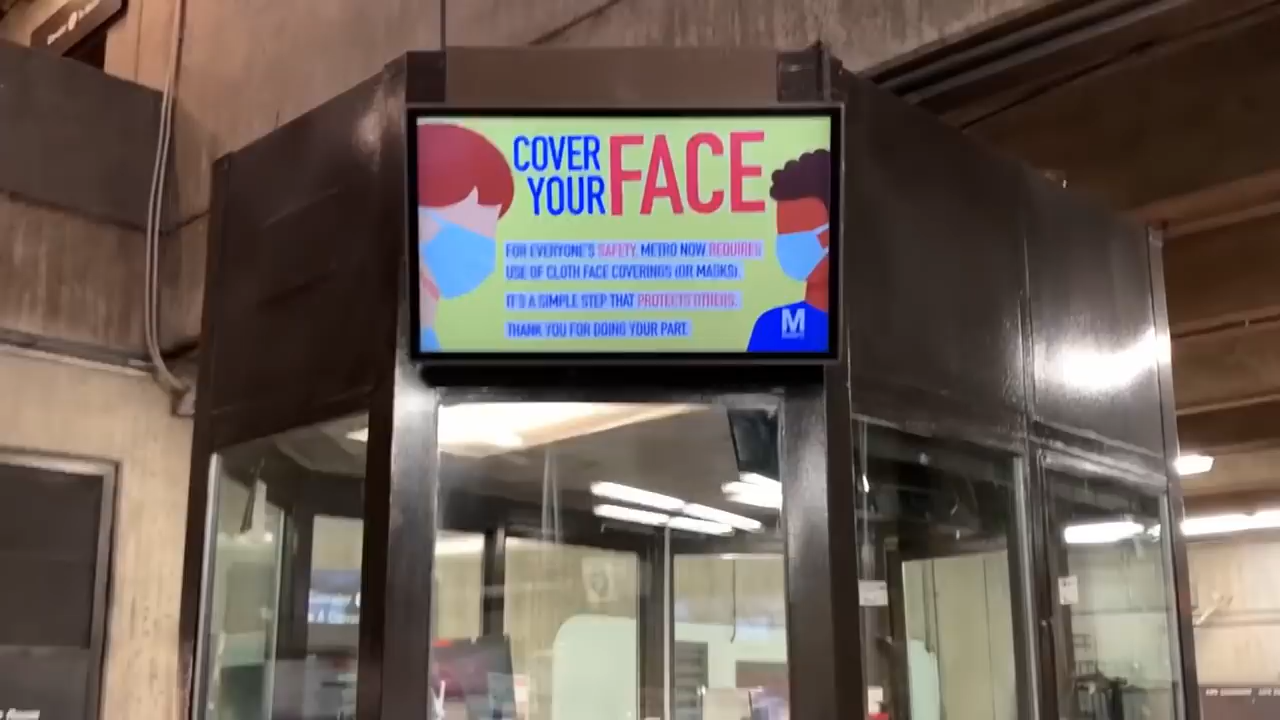 COVER
YOUR FACE
FOR EVERYONE'S SAFETY, METRO NOW REQUIRES
USE OF CLOTH FACE COVERINGS (OR MASKS).
IT'S A SIMPLE STEP THAT PROTECTS OTHERS.
THANK YOU FOR DOING YOUR PART.
M